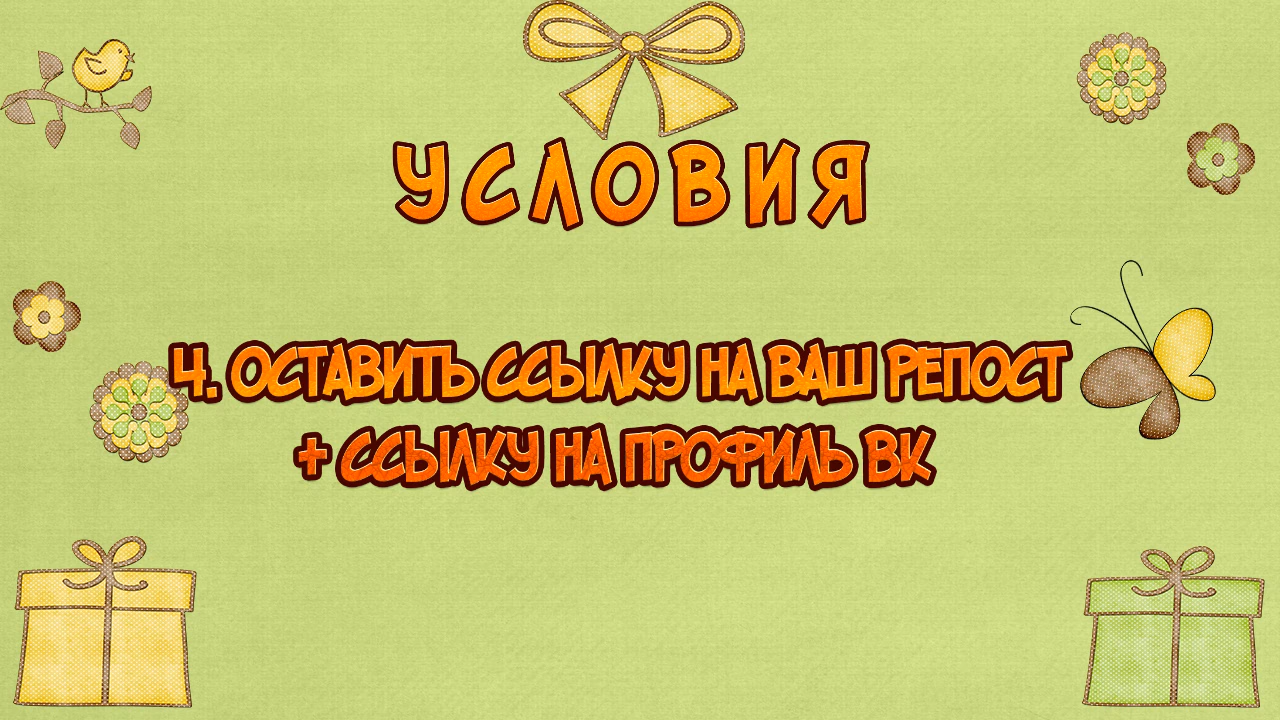 УСЛОВИЯ
4. ОСТАВИТЬ ССЫЛКУ НА ВАШ РЕПОСТ
+ ССЫЛКУ НА ПРОФИЛЬ ВК